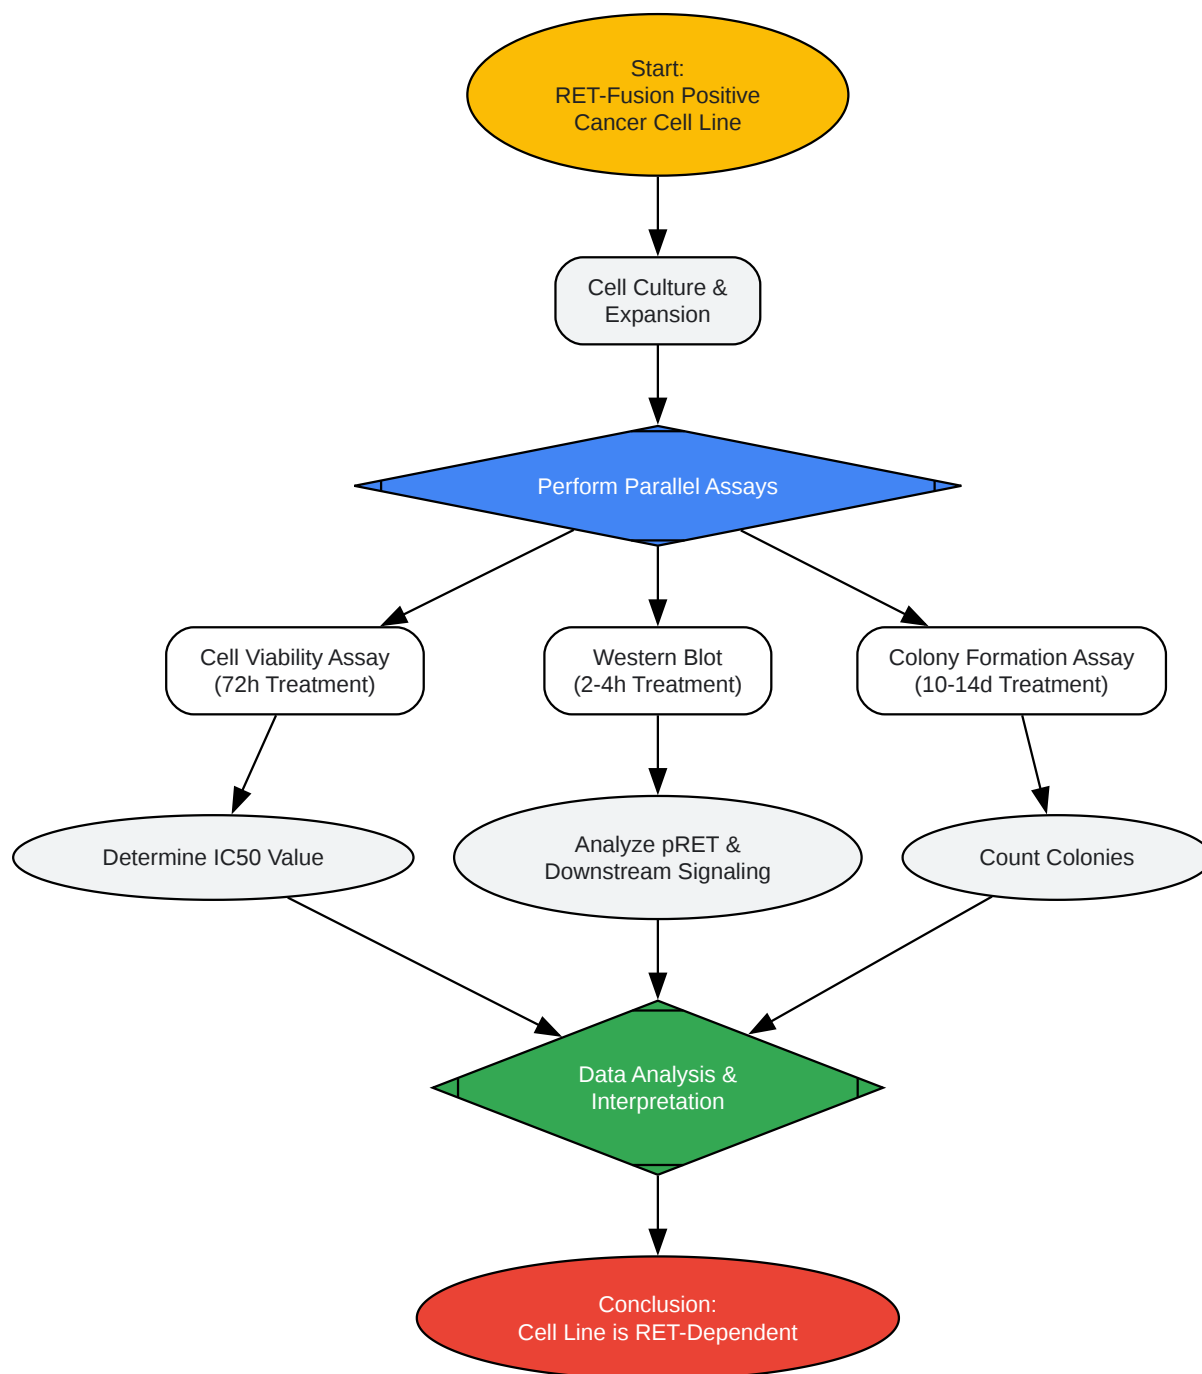 Start:
RET-Fusion Positive
Cancer Cell Line
Cell Culture &
Expansion
Perform Parallel Assays
Cell Viability Assay
(72h Treatment)
Western Blot
(2-4h Treatment)
Colony Formation Assay
(10-14d Treatment)
Determine IC50 Value
Analyze pRET &
Downstream Signaling
Count Colonies
Data Analysis &
Interpretation
Conclusion:
Cell Line is RET-Dependent